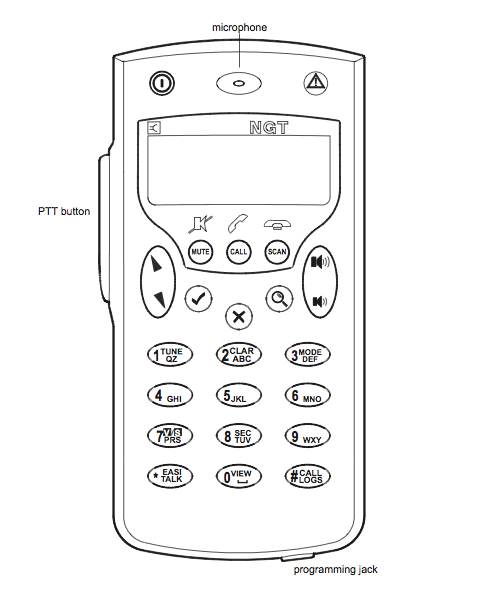 microphone
NGT
PTT button
MUTE CALL SCAN
1 TUNE QZ
2 CLAR ABC
3 MODE DEF
4 GHI
5 JKL
6 MNO
7 V/S PRS
8 SEC TUV
9 WXY
* EASI TALK
0 VIEW
# CALL LOGS
programming jack